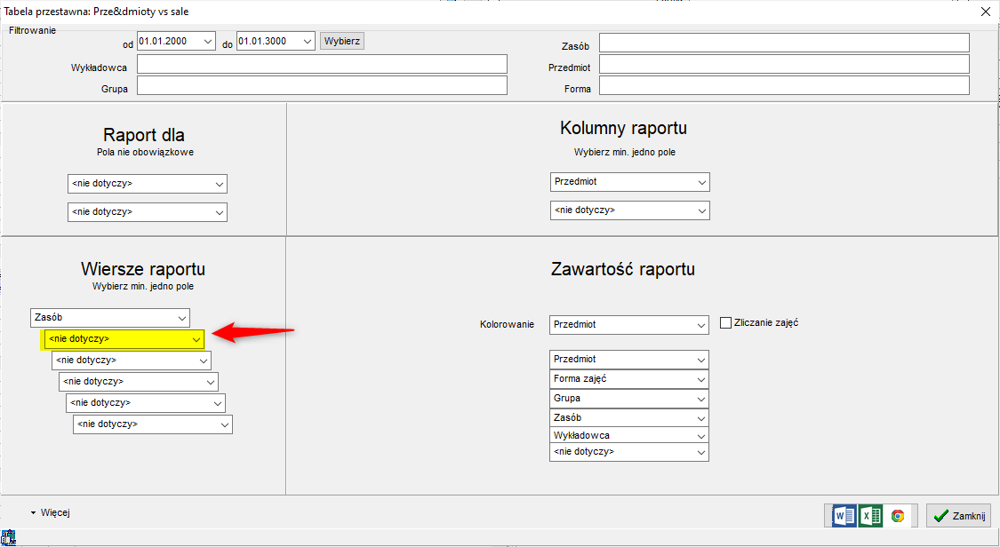 Tabela przestawna: Prze&dmioty vs sale
Filtrowanie
od 01.01.2000 do 01.01.3000 Wybierz
Zasób
Wykładowca
Przedmiot
Grupa
Forma
Raport dla
Pola nie obowiązkowe
<nie dotyczy>
<nie dotyczy>
Kolumny raportu
Wybierz min. jedno pole
Przedmiot
<nie dotyczy>
Wiersze raportu
Wybierz min. jedno pole
Zasób
<nie dotyczy>
<nie dotyczy>
<nie dotyczy>
<nie dotyczy>
<nie dotyczy>
Zawartość raportu
Kolorowanie Przedmiot Zliczanie zajęć
Przedmiot
Forma zajęć
Grupa
Zasób
Wykładowca
<nie dotyczy>
Więcej
Zamknij